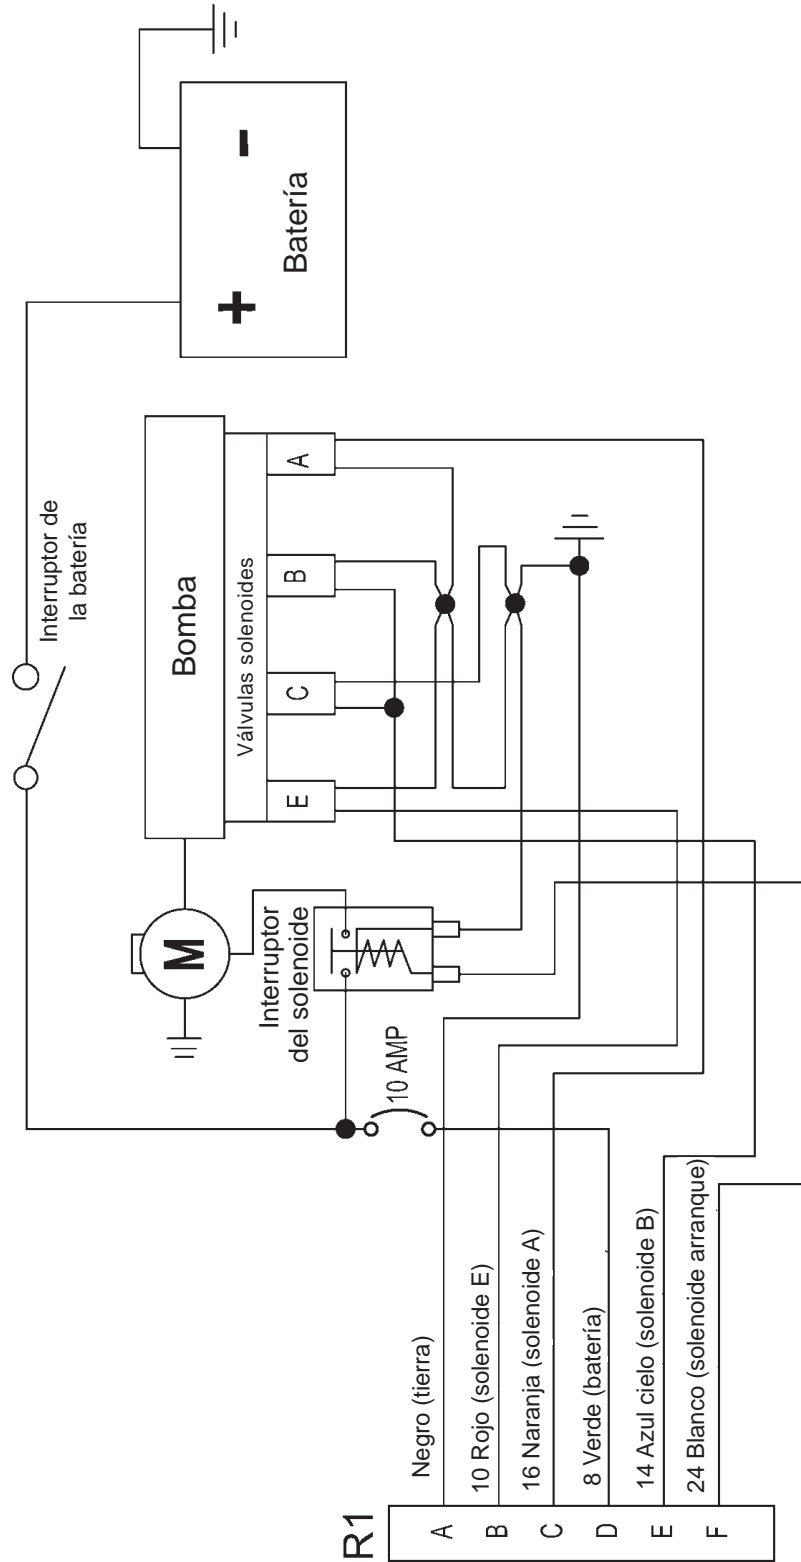 Batería
+
-
Interruptor de
la batería
Bomba
Válvulas solenoides
A
B
C
E
M
Interruptor
del solenoide
10 AMP
R1
A
Negro (tierra)
B
10 Rojo (solenoide E)
C
16 Naranja (solenoide A)
D
8 Verde (batería)
E
14 Azul cielo (solenoide B)
F
24 Blanco (solenoide arranque)